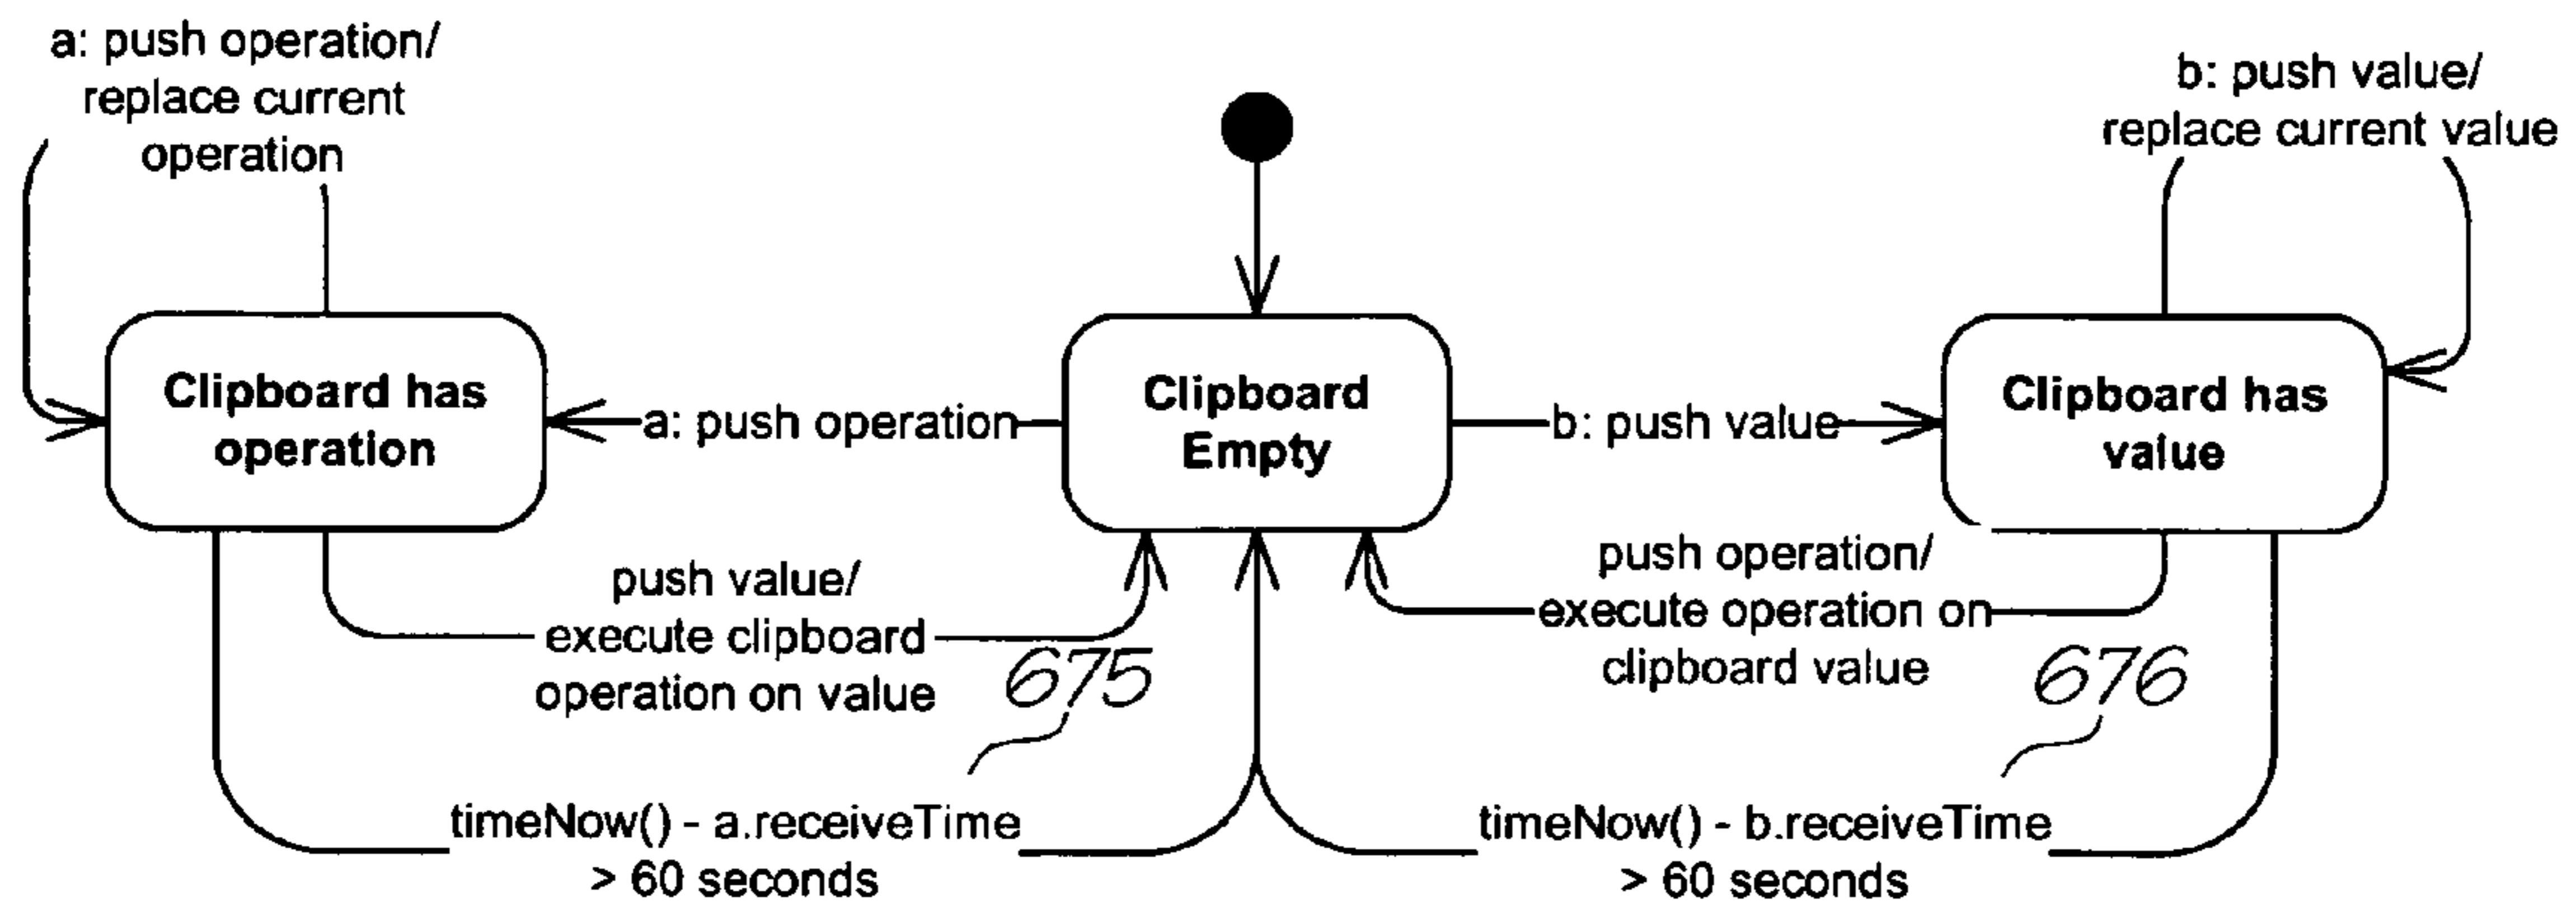 a: push operation/
replace current
operation
b: push value/
replace current value
Clipboard has
operation
a: push operation
Clipboard
Empty
b: push value
Clipboard has
value
push value/
execute clipboard
operation on value
675
push operation/
execute operation on
clipboard value
676
timeNow() - a.receiveTime
> 60 seconds
timeNow() - b.receiveTime
> 60 seconds